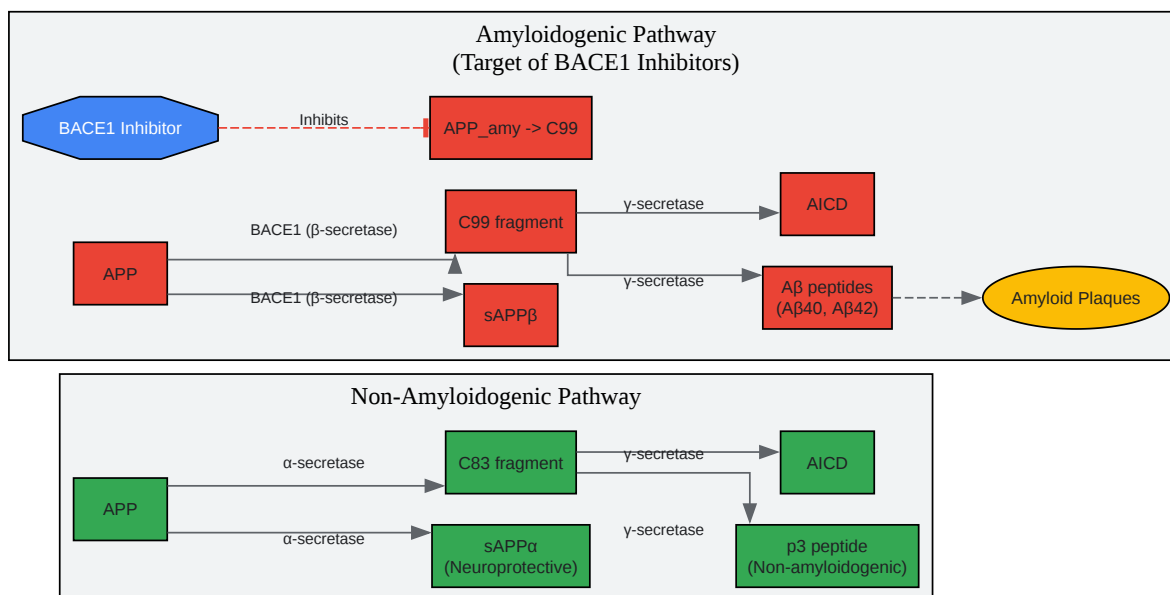 Amyloidogenic Pathway
(Target of BACE1 Inhibitors)
BACE1 Inhibitor
Inhibits
APP_amy -> C99
APP
BACE1 (β-secretase)
BACE1 (β-secretase)
C99 fragment
sAPPβ
γ-secretase
γ-secretase
AICD
Aβ peptides
(Aβ40, Aβ42)
Amyloid Plaques
Non-Amyloidogenic Pathway
APP
α-secretase
α-secretase
C83 fragment
sAPPα
(Neuroprotective)
γ-secretase
γ-secretase
AICD
p3 peptide
(Non-amyloidogenic)